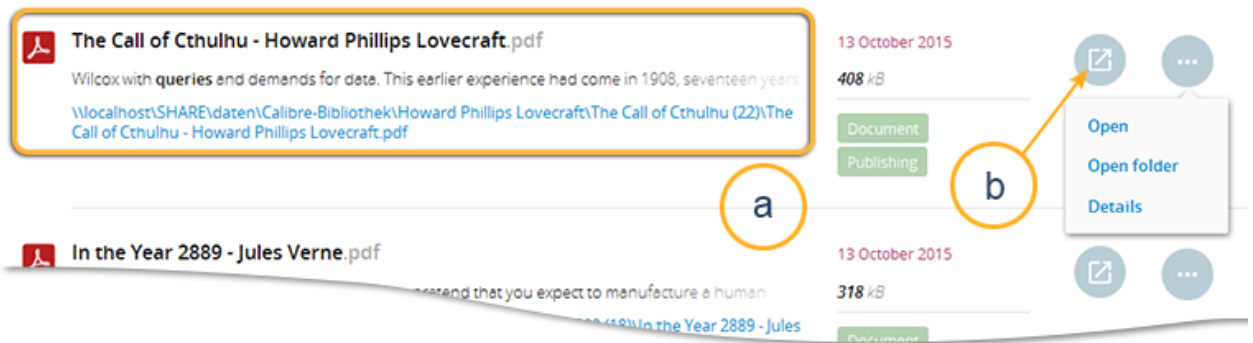 The Call of Cthulhu - Howard Phillips Lovecraft.pdf
Wilcox with queries and demands for data. This earlier experience had come in 1908, seventeen years
\\localhost\SHARE\daten\Calibre-Bibliothek\Howard Phillips Lovecraft\The Call of Cthulhu (22)\The
Call of Cthulhu - Howard Phillips Lovecraft.pdf
13 October 2015
408 kB
Document
Publishing
Open
Open folder
Details
a
b
In the Year 2889 - Jules Verne.pdf
pretend that you expect to manufacture a human
(18)\In the Year 2889 - Jules
13 October 2015
318 kB
Document